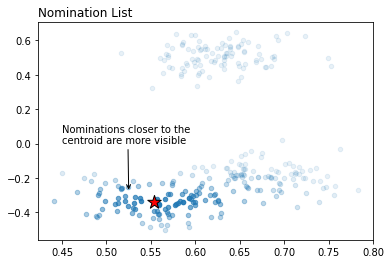 Nomination List
0.6
0.4
0.2
0.0
−0.2
−0.4
Nominations closer to the
centroid are more visible
0.45 0.50 0.55 0.60 0.65 0.70 0.75 0.80